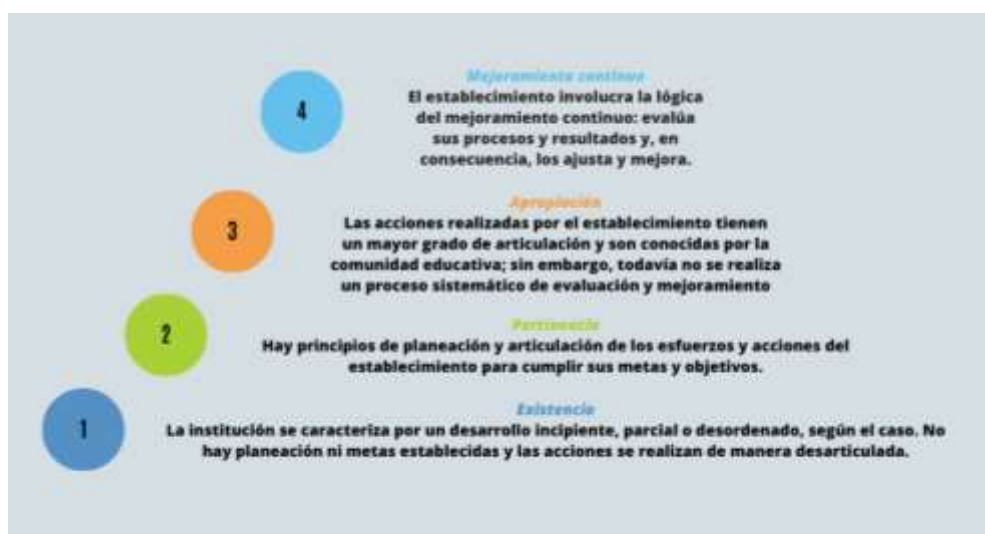 4
Mejoramiento continuo
El establecimiento involucra la lógica
del mejoramiento continuo: evalúa
sus procesos y resultados y, en
consecuencia, los ajusta y mejora.
3
Apropiación
Las acciones realizadas por el establecimiento tienen
un mayor grado de articulación y son conocidas por la
comunidad educativa; sin embargo, todavía no se realiza
un proceso sistemático de evaluación y mejoramiento
2
Pertinencia
Hay principios de planeación y articulación de los esfuerzos y acciones del
establecimiento para cumplir sus metas y objetivos.
1
Existencia
La institución se caracteriza por un desarrollo incipiente, parcial o desordenado, según el caso. No
hay planeación ni metas establecidas y las acciones se realizan de manera desarticulada.